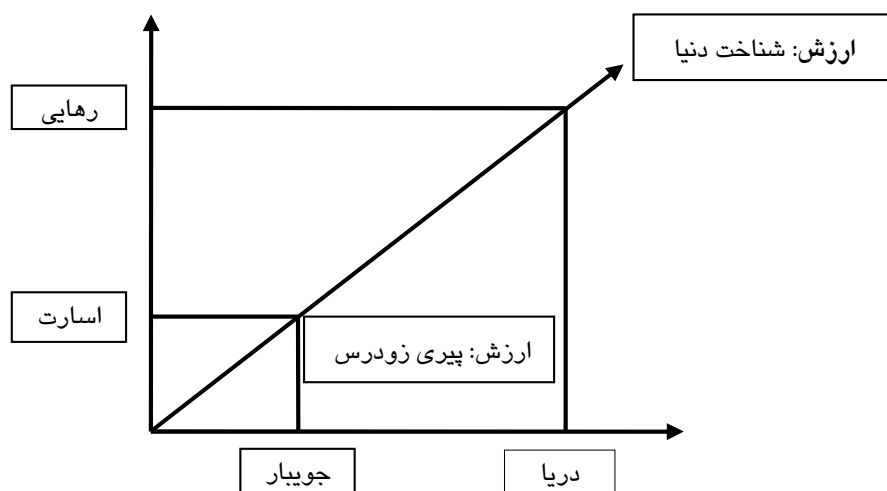 ارزش: شناخت دنیا
رهایی
اسارت
ارزش: پیری زودرس
جویبار
دریا